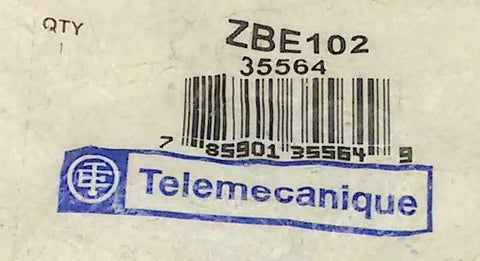 QTY
1
ZBE102
35564
7 85901 35564 9
Telemecanique